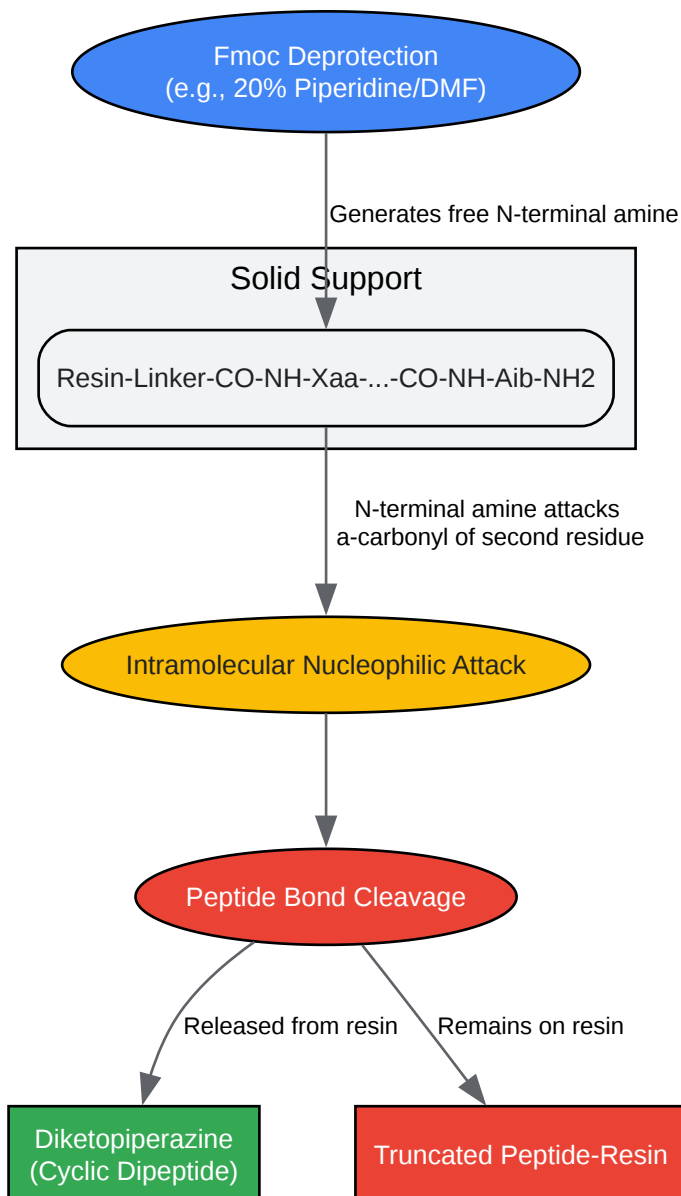 Fmoc Deprotection
(e.g., 20% Piperidine/DMF)
Generates free N-terminal amine
Solid Support
Resin-Linker-CO-NH-Xaa-...-CO-NH-Aib-NH2
N-terminal amine attacks
a-carbonyl of second residue
Intramolecular Nucleophilic Attack
Peptide Bond Cleavage
Released from resin
Remains on resin
Diketopiperazine
(Cyclic Dipeptide)
Truncated Peptide-Resin